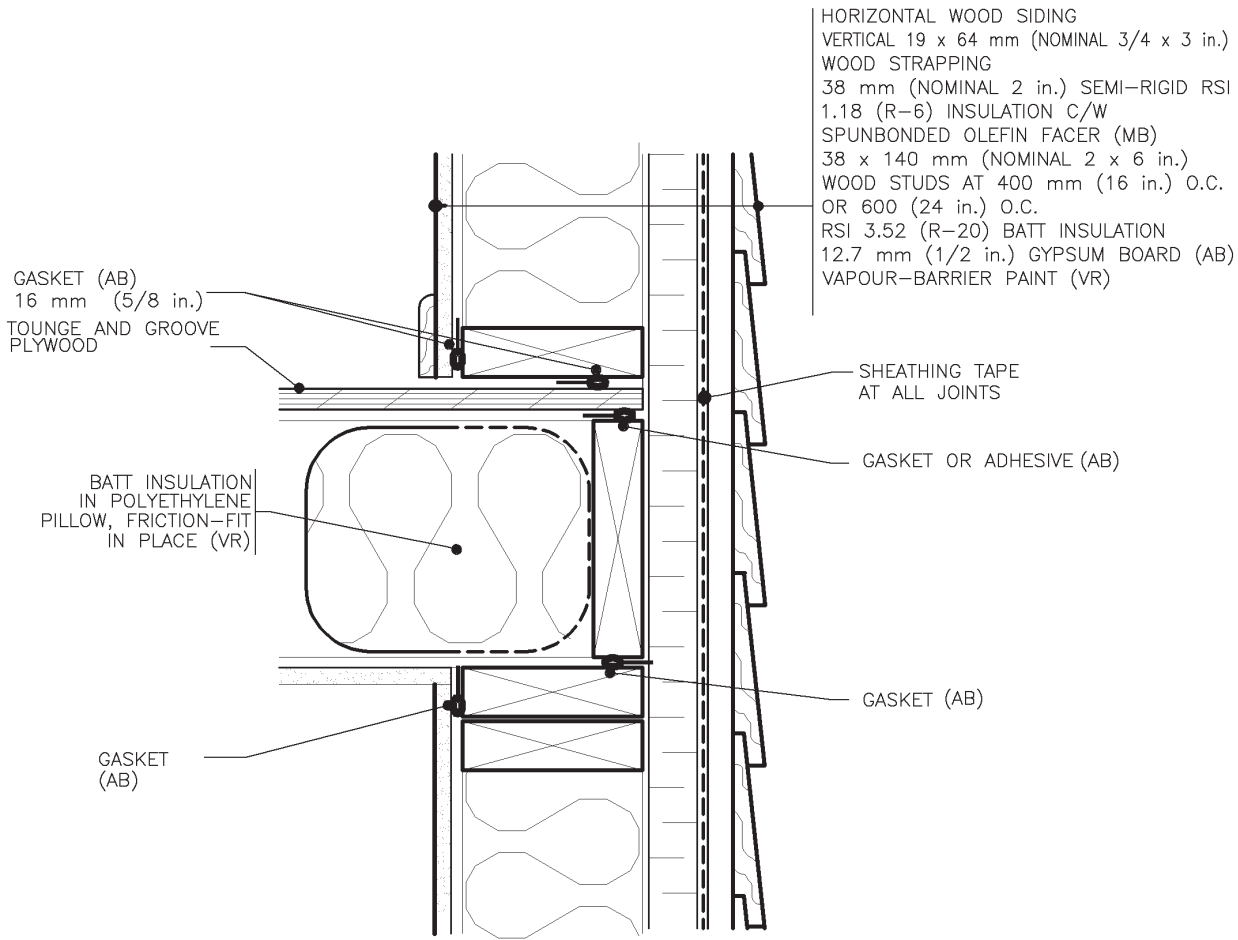 HORIZONTAL WOOD SIDING
VERTICAL 19 x 64 mm (NOMINAL 3/4 x 3 in.)
WOOD STRAPPING
38 mm (NOMINAL 2 in.) SEMI-RIGID RSI
1.18 (R-6) INSULATION C/W
SPUNBONDED OLEFIN FACER (MB)
38 x 140 mm (NOMINAL 2 x 6 in.)
WOOD STUDS AT 400 mm (16 in.) O.C.
OR 600 (24 in.) O.C.
RSI 3.52 (R-20) BATT INSULATION
12.7 mm (1/2 in.) GYPSUM BOARD (AB)
VAPOUR-BARRIER PAINT (VR)
GASKET (AB)
16 mm (5/8 in.)
TOUNGE AND GROOVE
PLYWOOD
SHEATHING TAPE
AT ALL JOINTS
GASKET OR ADHESIVE (AB)
BATT INSULATION
IN POLYETHYLENE
PILLOW, FRICTION-FIT
IN PLACE (VR)
GASKET (AB)
GASKET
(AB)